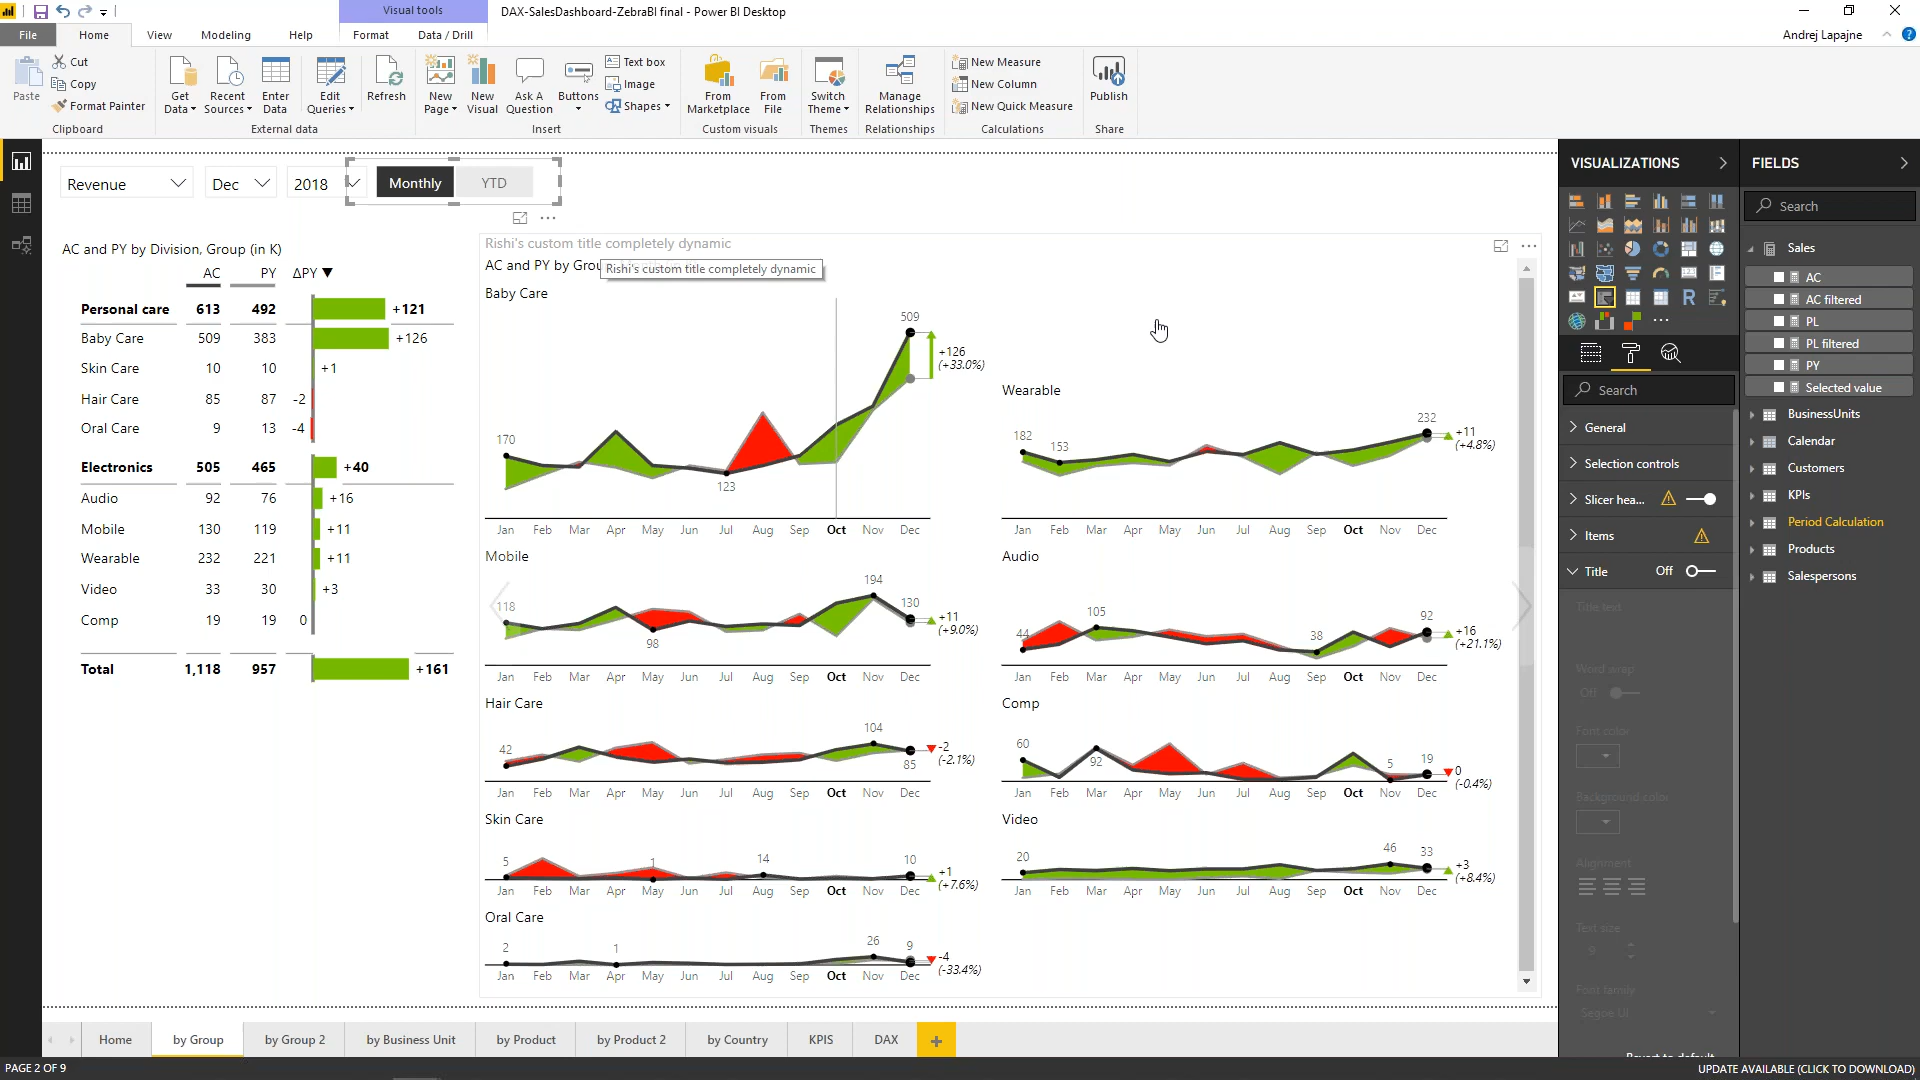 Visual tools
DAX-SalesDashboard-ZebraBI final - Power BI Desktop
File Home View Modeling Help Format Data / Drill
Andrej Lapajne
Paste
Cut
Copy
Format Painter
Clipboard
Get Data
Recent Sources
Enter Data
Edit Queries
Refresh
External data
New Page
New Visual
Ask A Question
Buttons
Text box
Image
Shapes
Insert
From Marketplace
From File
Custom visuals
Switch Theme
Themes
Manage Relationships
Relationships
New Measure
New Column
New Quick Measure
Calculations
Publish
Share
Revenue Dec 2018 Monthly YTD
AC and PY by Division, Group (in K)
AC PY ΔPY
Personal care 613 492 +121
Baby Care 509 383 +126
Skin Care 10 10 +1
Hair Care 85 87 -2
Oral Care 9 13 -4
Electronics 505 465 +40
Audio 92 76 +16
Mobile 130 119 +11
Wearable 232 221 +11
Video 33 30 +3
Comp 19 19 0
Total 1,118 957 +161
Rishi's custom title completely dynamic
AC and PY by Grou
Rishi's custom title completely dynamic
Baby Care
509
+126
(+33.0%)
170
123
Jan Feb Mar Apr May Jun Jul Aug Sep Oct Nov Dec
Wearable
232
182
153
+11
(+4.8%)
Jan Feb Mar Apr May Jun Jul Aug Sep Oct Nov Dec
Mobile
194
118
130
98
+11
(+9.0%)
Jan Feb Mar Apr May Jun Jul Aug Sep Oct Nov Dec
Audio
105
92
44
38
+16
(+21.1%)
Jan Feb Mar Apr May Jun Jul Aug Sep Oct Nov Dec
Hair Care
104
42
85
-2
(-2.1%)
Jan Feb Mar Apr May Jun Jul Aug Sep Oct Nov Dec
Comp
60
92
5
19
0
(-0.4%)
Jan Feb Mar Apr May Jun Jul Aug Sep Oct Nov Dec
Skin Care
5
1
14
10
+1
(+7.6%)
Jan Feb Mar Apr May Jun Jul Aug Sep Oct Nov Dec
Video
20
46
33
+3
(+8.4%)
Jan Feb Mar Apr May Jun Jul Aug Sep Oct Nov Dec
Oral Care
2
1
26
9
-4
(-33.4%)
Jan Feb Mar Apr May Jun Jul Aug Sep Oct Nov Dec
VISUALIZATIONS
R
Search
General
Selection controls
Slicer hea...
Items
Title Off
Title text
Word wrap
Off
Font color
Background color
Alignment
Text size
9
Font family
Segoe UI
Revert to default
FIELDS
Search
Sales
AC
AC filtered
PL
PL filtered
PY
Selected value
BusinessUnits
Calendar
Customers
KPIs
Period Calculation
Products
Salespersons
Home by Group by Group 2 by Business Unit by Product by Product 2 by Country KPIS DAX
PAGE 2 OF 9
UPDATE AVAILABLE (CLICK TO DOWNLOAD)